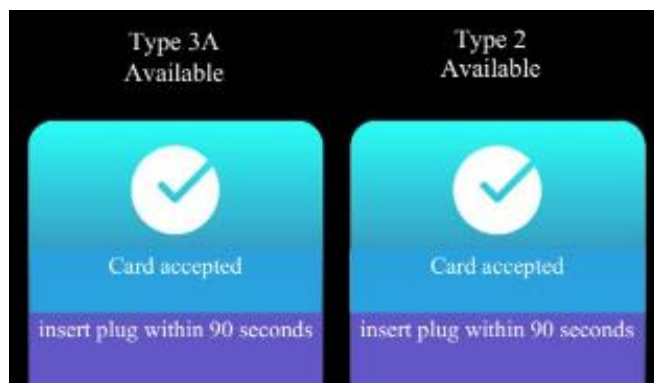 Type 3A
Available
Card accepted
insert plug within 90 seconds
Type 2
Available
Card accepted
insert plug within 90 seconds